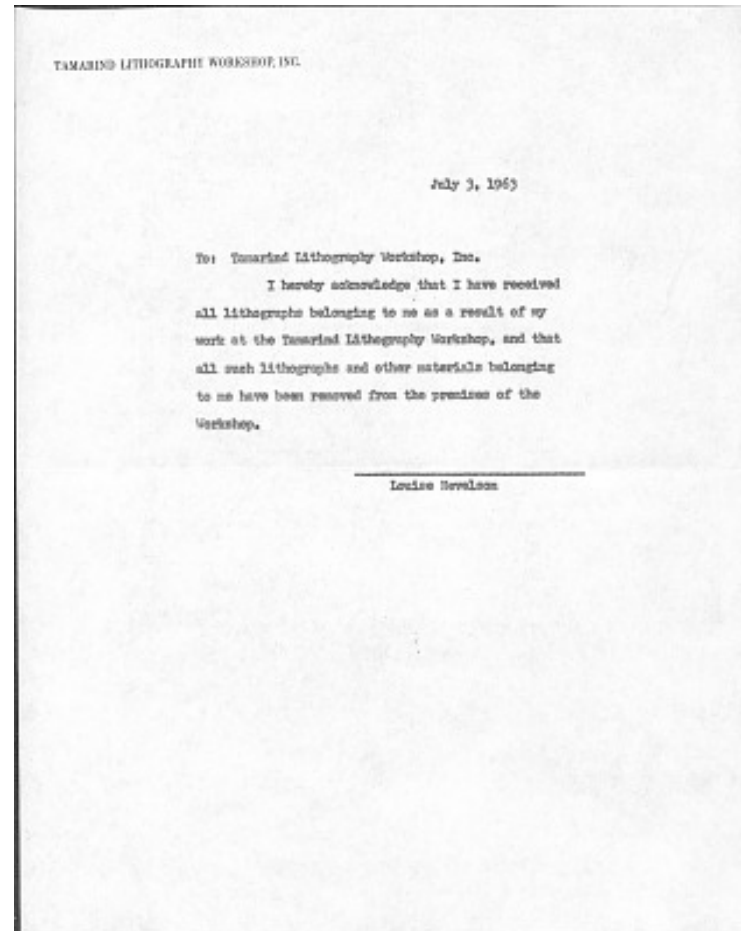 TAMARIND LITHOGRAPHY WORKSHOP, INC.
July 3, 1963
To: Tamarind Lithography Workshop, Inc.
I hereby acknowledge that I have received
all lithographs belonging to me as a result of my
work at the Tamarind Lithography Workshop, and that
all such lithographs and other materials belonging
to me have been removed from the premises of the
Workshop.
Louise Nevelson